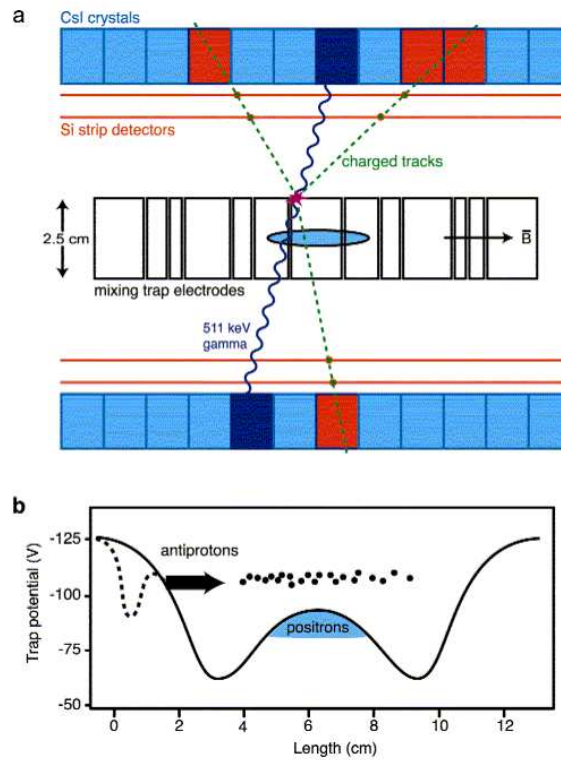 a
CsI crystals
Si strip detectors
charged tracks
2.5 cm
B
mixing trap electrodes
511 keV
gamma
b
Trap potential (V)
-125
-100
-75
-50
antiprotons
positrons
0 2 4 6 8 10 12
Length (cm)